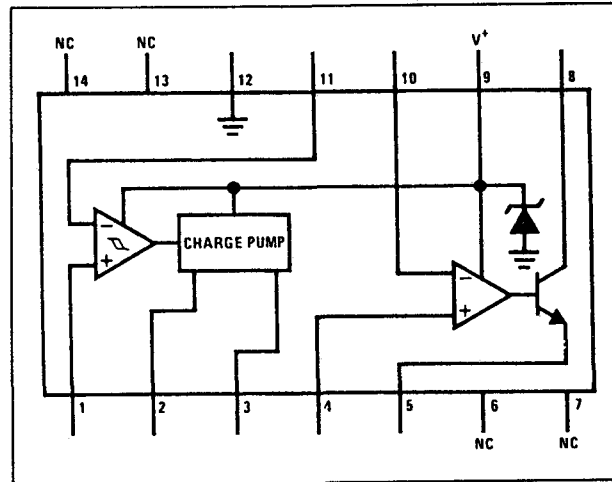 NC NC V+
14 13 12 11 10 9 8
− CHARGE PUMP
+
−
+
1 2 3 4 5 6 7
NC NC